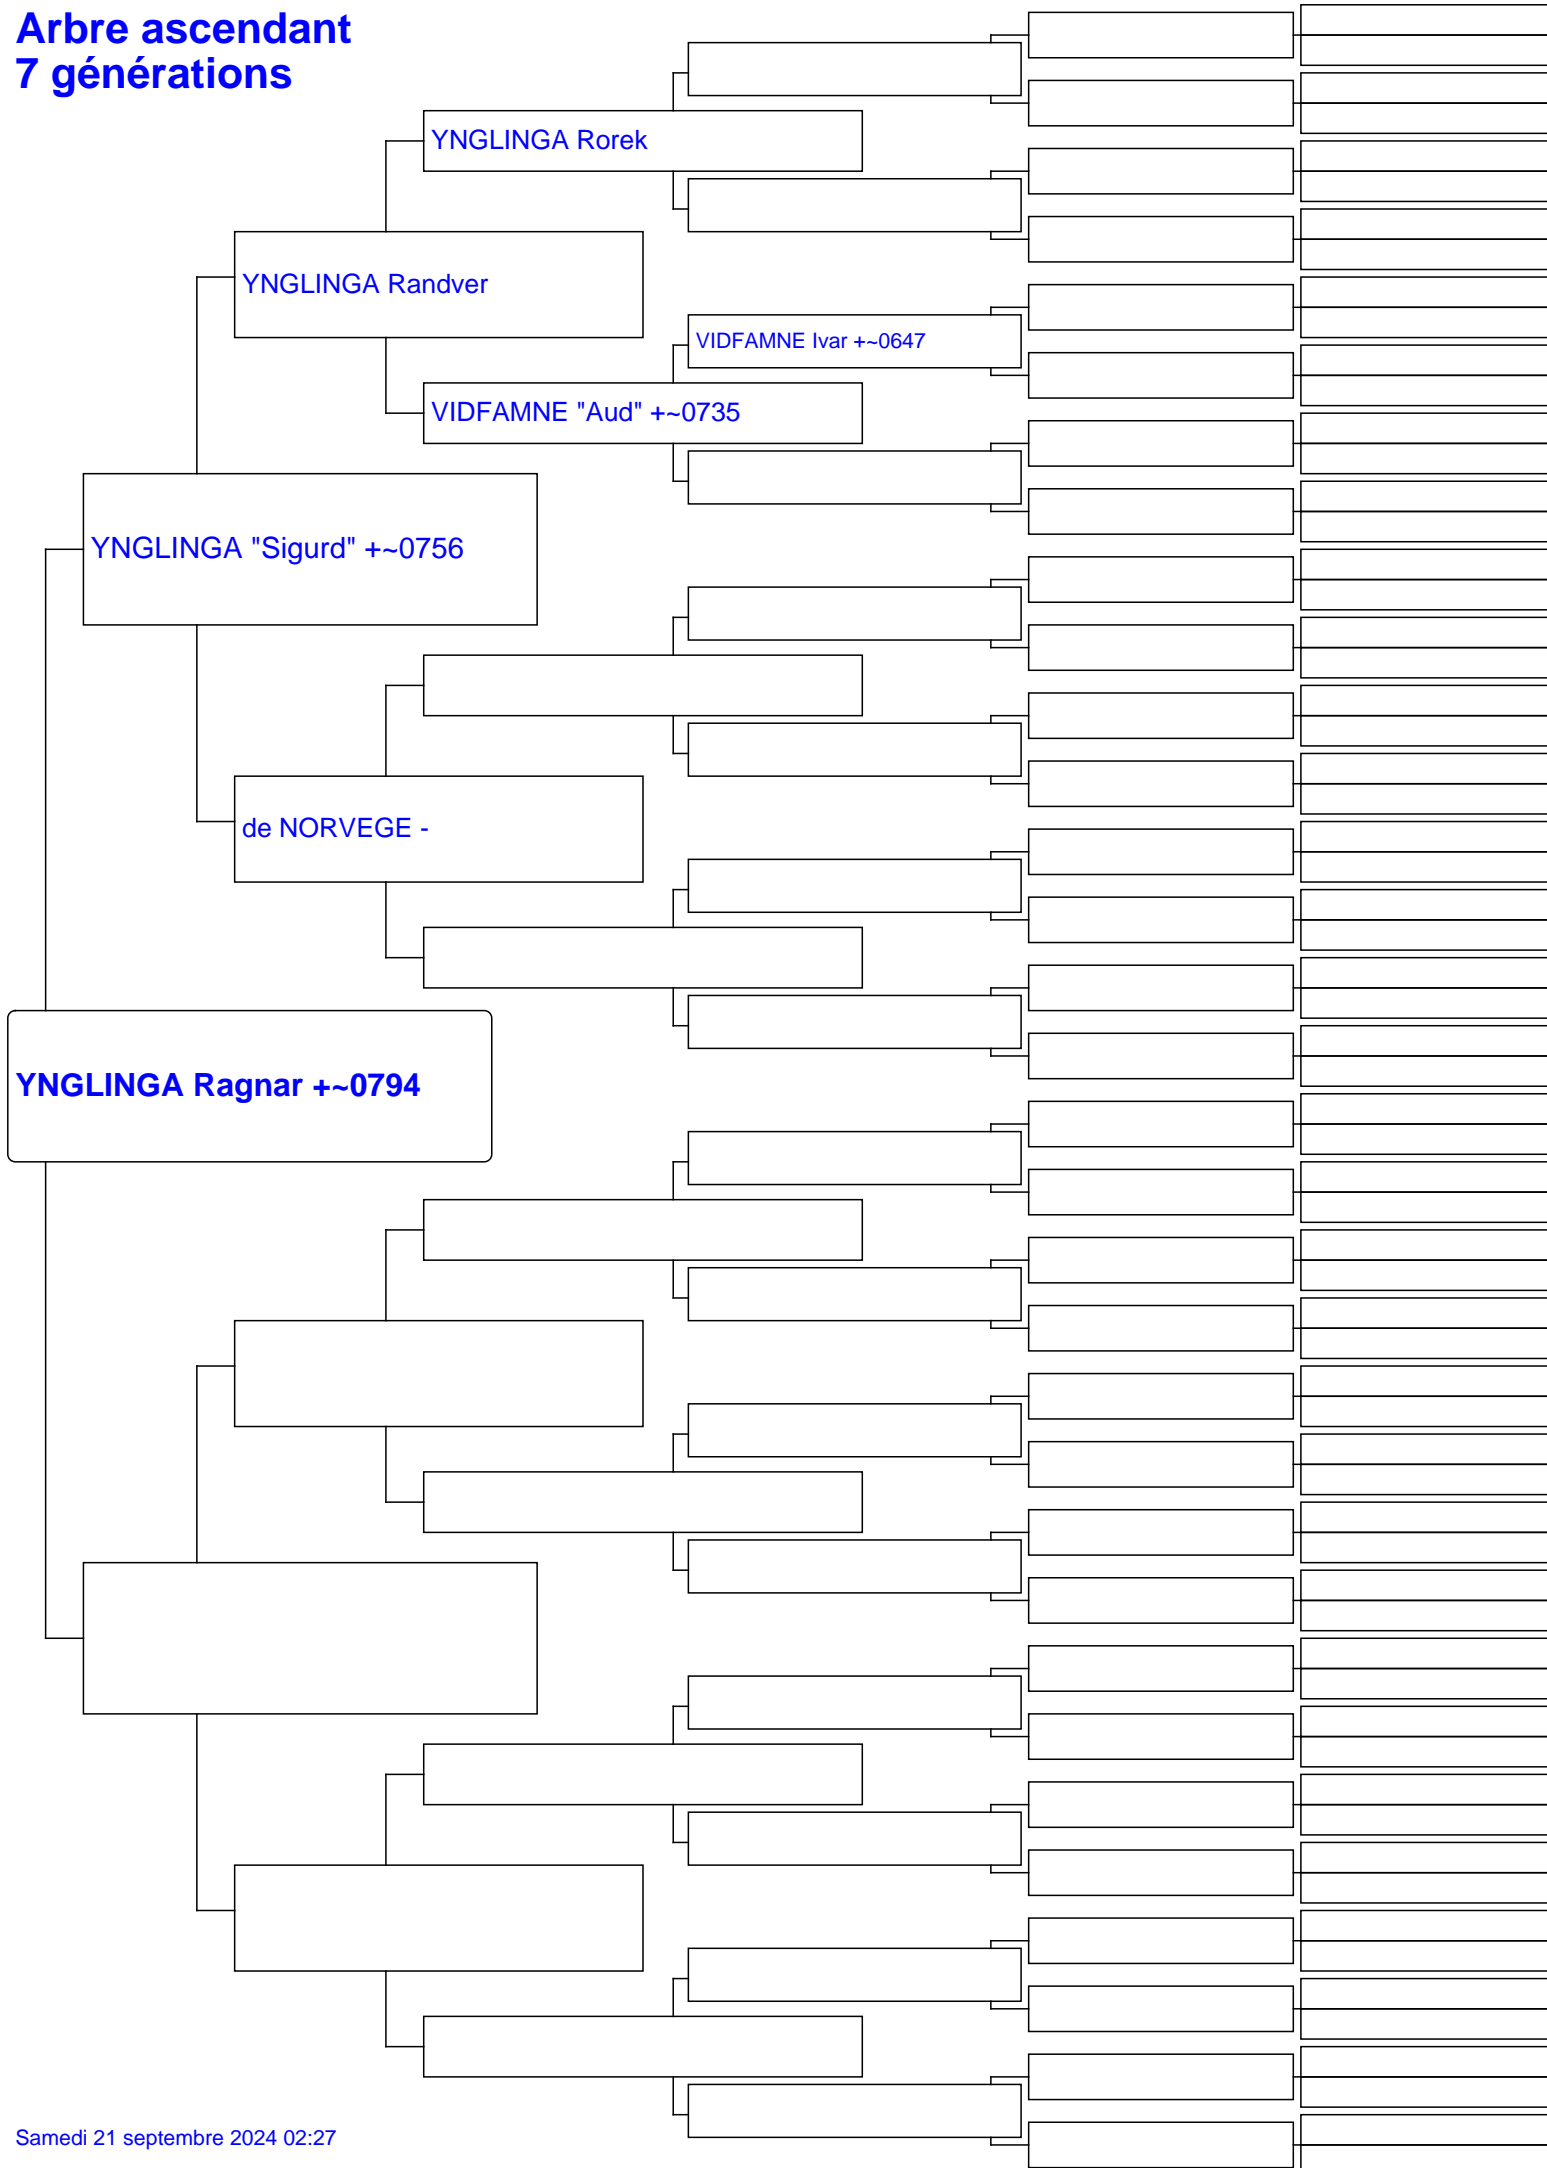 Arbre ascendant
7 générations
YNGLINGA Rorek
YNGLINGA Randver
VIDFAMNE Ivar +~0647
VIDFAMNE "Aud" +~0735
YNGLINGA "Sigurd" +~0756
de NORVEGE -
YNGLINGA Ragnar +~0794
Samedi 21 septembre 2024 02:27